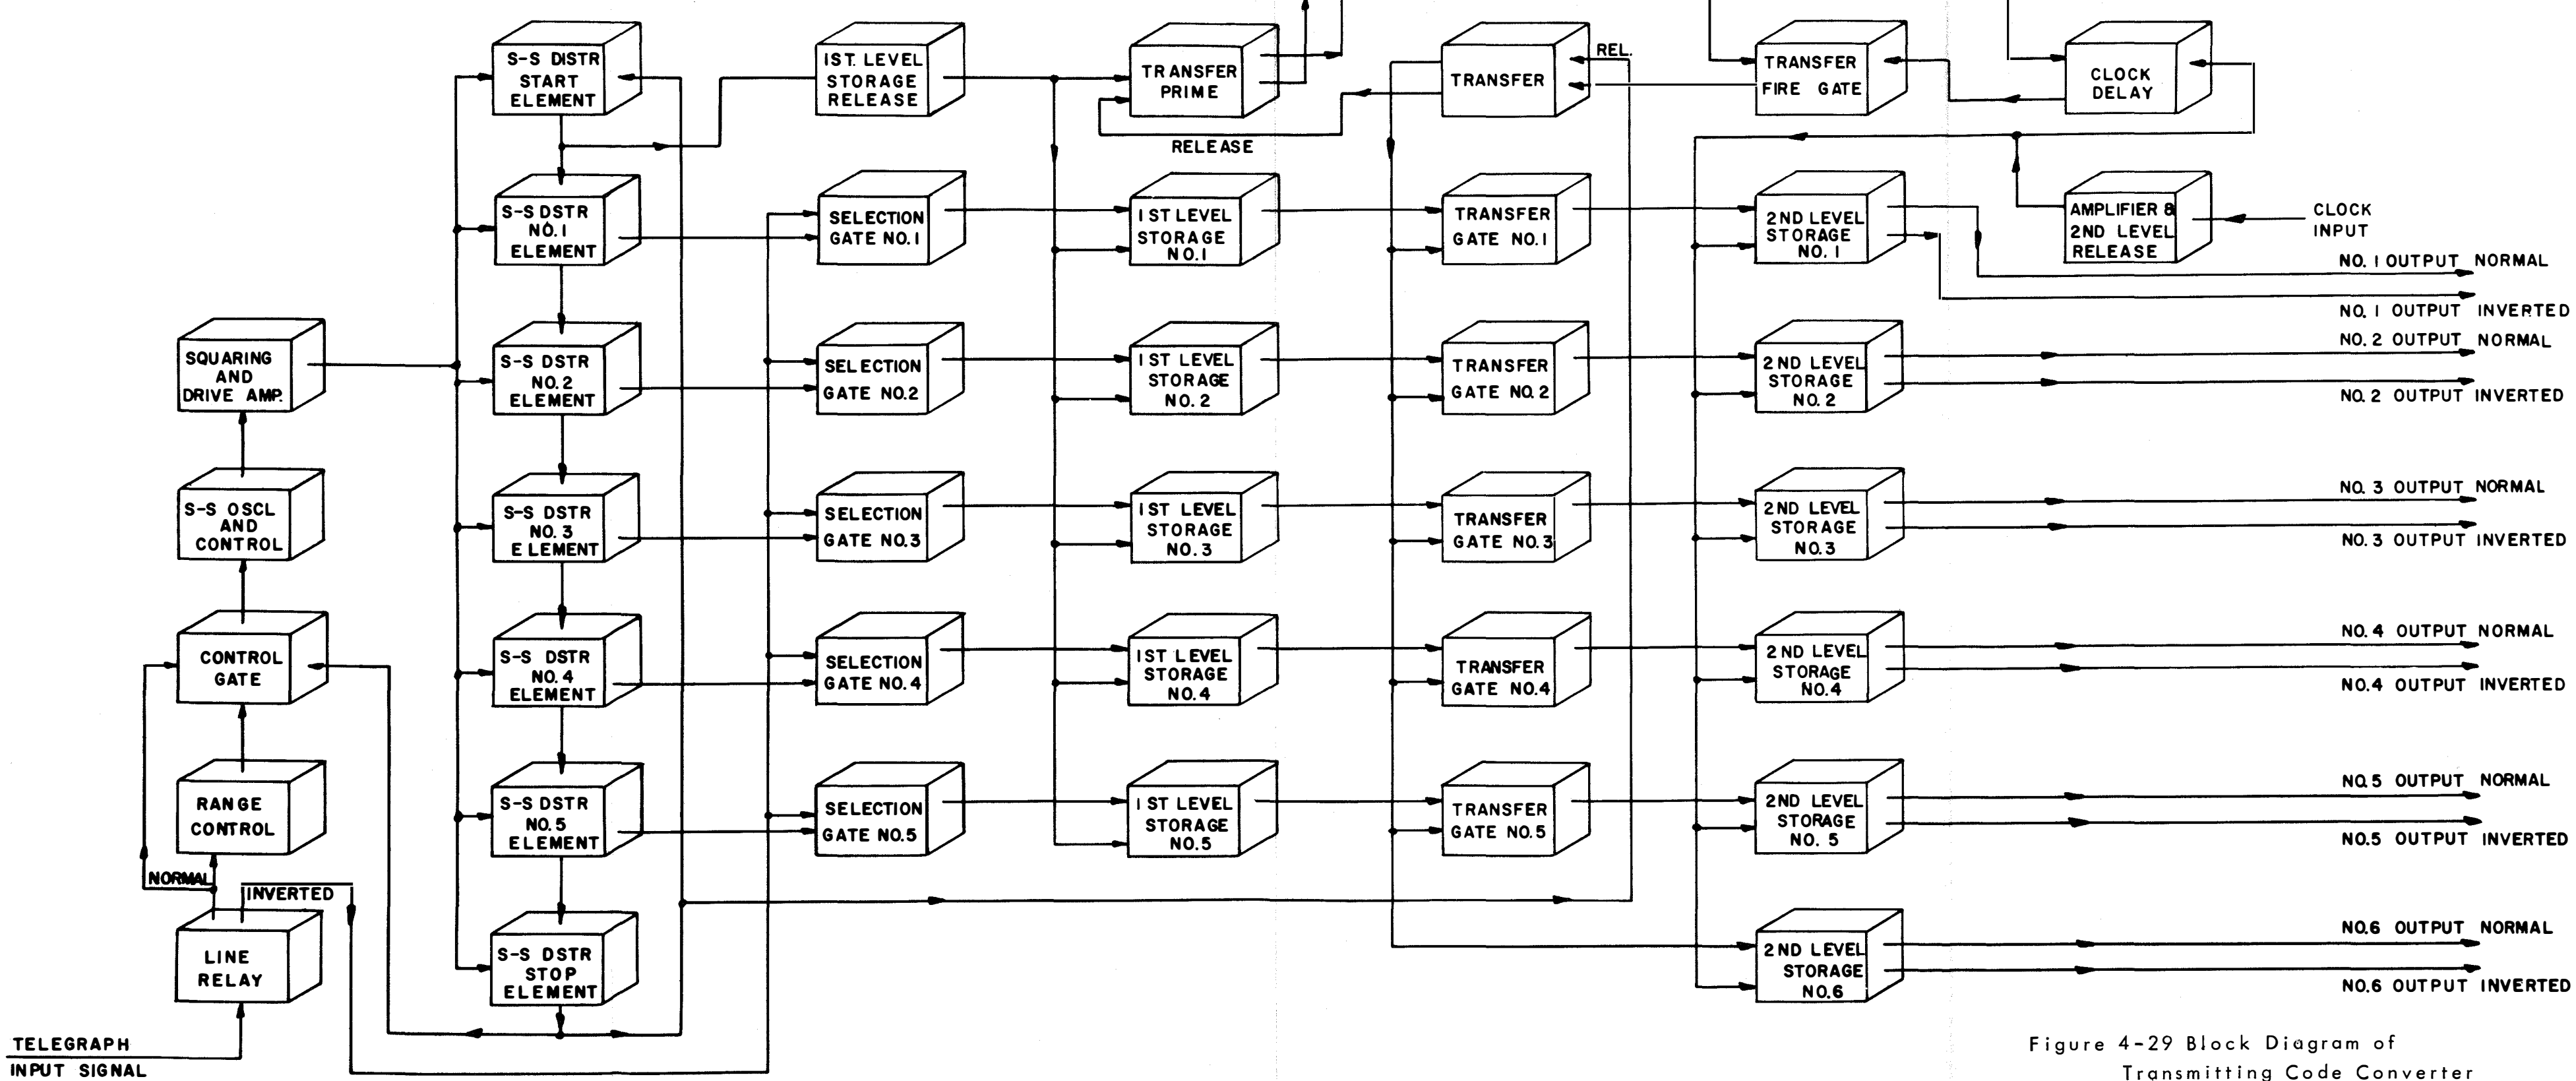 S-S DISTR
START
ELEMENT
IST. LEVEL
STORAGE
RELEASE
TRANSFER
PRIME
RELEASE
TRANSFER
REL.
TRANSFER
FIRE GATE
CLOCK
DELAY
S-S DSTR
NO.1
ELEMENT
SELECTION
GATE NO.1
IST LEVEL
STORAGE
NO.1
TRANSFER
GATE NO.1
2ND LEVEL
STORAGE
NO. 1
AMPLIFIER &
2ND LEVEL
RELEASE
CLOCK
INPUT
NO. 1 OUTPUT NORMAL
NO. 1 OUTPUT INVERTED
SQUARING
AND
DRIVE AMP.
S-S DSTR
NO.2
ELEMENT
SELECTION
GATE NO.2
IST LEVEL
STORAGE
NO.2
TRANSFER
GATE NO.2
2ND LEVEL
STORAGE
NO.2
NO. 2 OUTPUT NORMAL
NO. 2 OUTPUT INVERTED
S-S OSCL
AND
CONTROL
S-S DSTR
NO.3
ELEMENT
SELECTION
GATE NO.3
IST LEVEL
STORAGE
NO.3
TRANSFER
GATE NO.3
2ND LEVEL
STORAGE
NO.3
NO. 3 OUTPUT NORMAL
NO. 3 OUTPUT INVERTED
CONTROL
GATE
S-S DSTR
NO.4
ELEMENT
SELECTION
GATE NO.4
IST LEVEL
STORAGE
NO.4
TRANSFER
GATE NO.4
2ND LEVEL
STORAGE
NO.4
NO.4 OUTPUT NORMAL
NO.4 OUTPUT INVERTED
RANGE
CONTROL
S-S DSTR
NO.5
ELEMENT
SELECTION
GATE NO.5
IST LEVEL
STORAGE
NO.5
TRANSFER
GATE NO.5
2ND LEVEL
STORAGE
NO. 5
NO.5 OUTPUT NORMAL
NO.5 OUTPUT INVERTED
NORMAL
INVERTED
LINE
RELAY
S-S DSTR
STOP
ELEMENT
2ND LEVEL
STORAGE
NO.6
NO.6 OUTPUT NORMAL
NO.6 OUTPUT INVERTED
TELEGRAPH
INPUT SIGNAL
Figure 4-29 Block Diagram of
Transmitting Code Converter